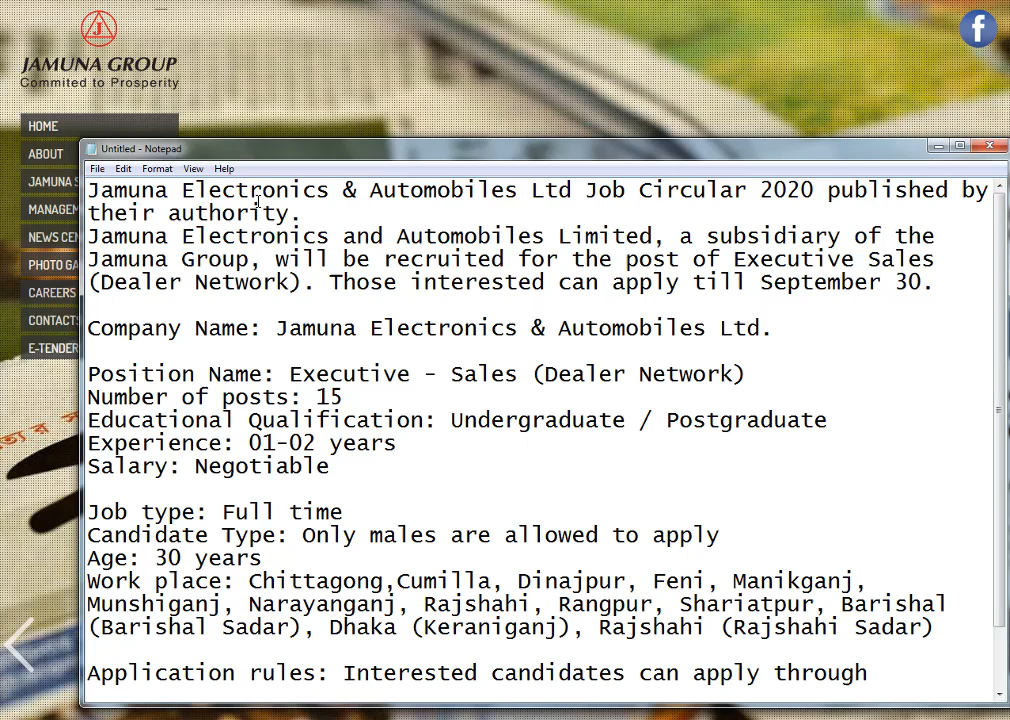 JAMUNA GROUP
Commited to Prosperity
f
HOME
ABOUT
JAMUNA S
MANAGEM
NEWS CEN
PHOTO GA
CAREERS
CONTACT
E-TENDER
Untitled - Notepad
File Edit Format View Help
Jamuna Electronics & Automobiles Ltd Job Circular 2020 published by
their authority.
Jamuna Electronics and Automobiles Limited, a subsidiary of the
Jamuna Group, will be recruited for the post of Executive Sales
(Dealer Network). Those interested can apply till September 30.
Company Name: Jamuna Electronics & Automobiles Ltd.
Position Name: Executive - Sales (Dealer Network)
Number of posts: 15
Educational Qualification: Undergraduate / Postgraduate
Experience: 01-02 years
Salary: Negotiable
Job type: Full time
Candidate Type: Only males are allowed to apply
Age: 30 years
Work place: Chittagong,Cumilla, Dinajpur, Feni, Manikganj,
Munshiganj, Narayanganj, Rajshahi, Rangpur, Shariatpur, Barishal
(Barishal Sadar), Dhaka (Keraniganj), Rajshahi (Rajshahi Sadar)
Application rules: Interested candidates can apply through